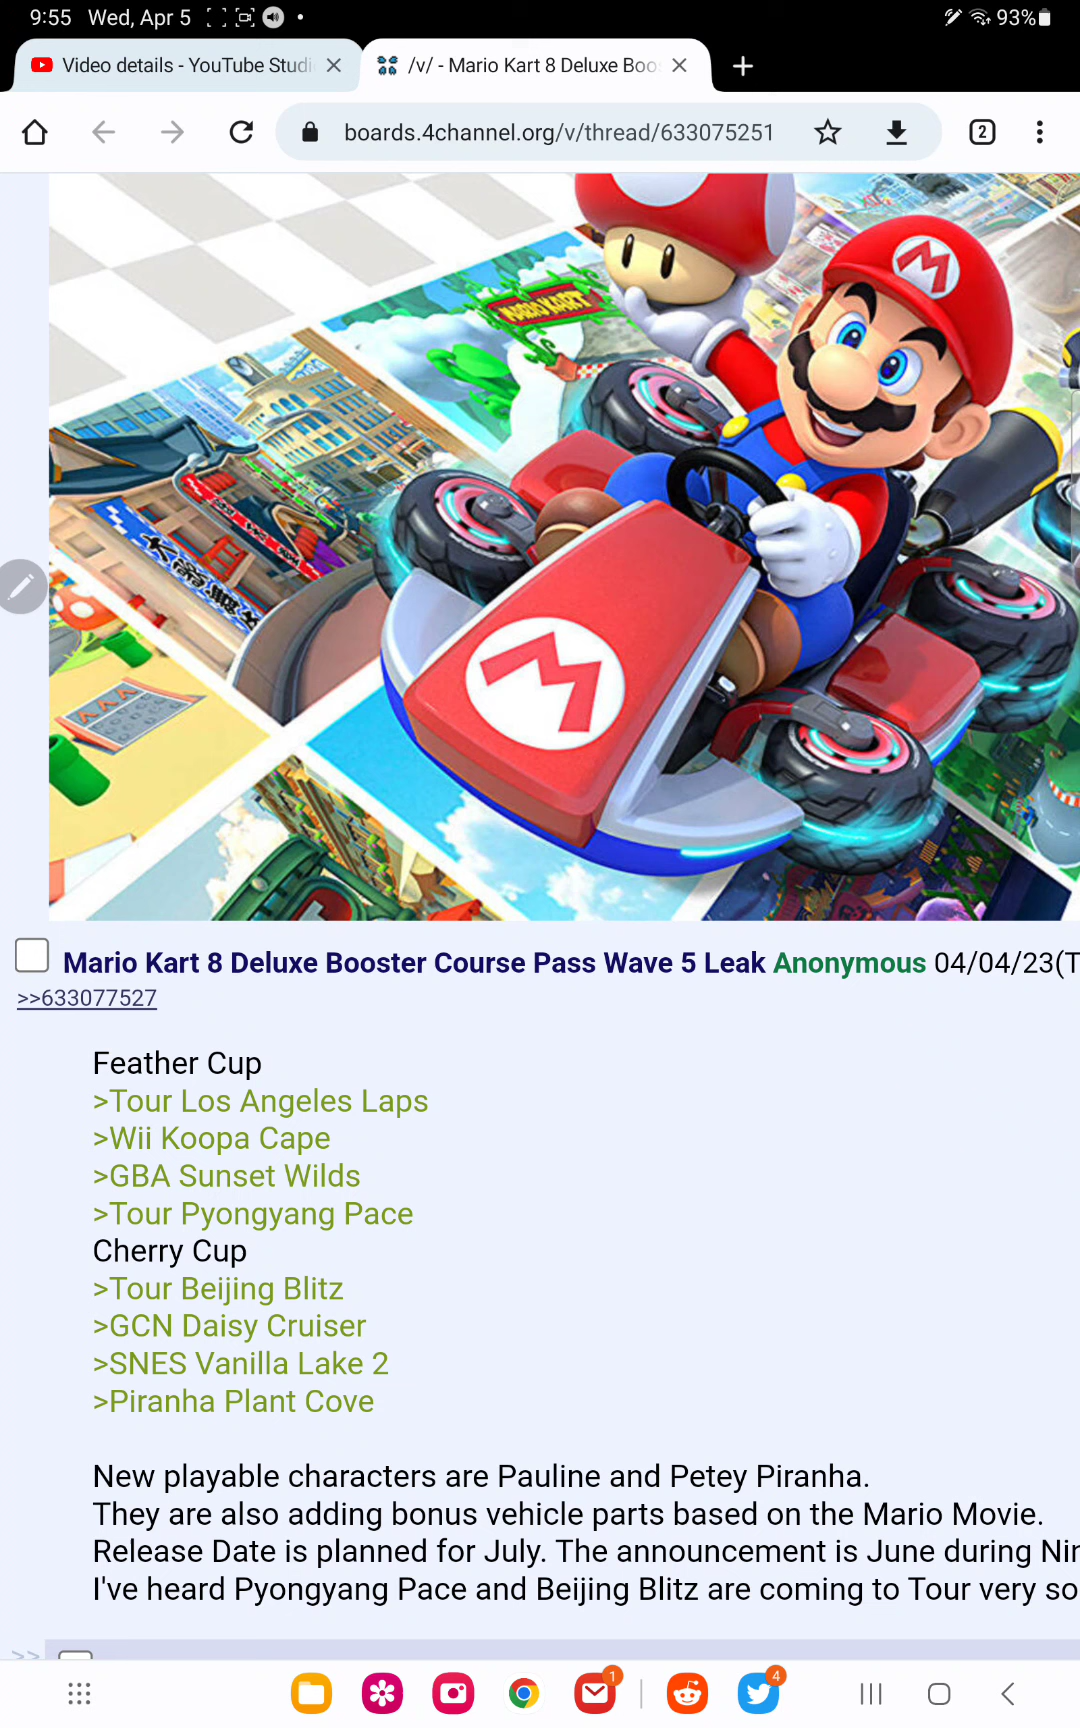 9:55 Wed, Apr 5
93%
Video details - YouTube Studi
/v/ - Mario Kart 8 Deluxe Boo
boards.4channel.org/v/thread/633075251
2
MARIO KART
M
M
Mario Kart 8 Deluxe Booster Course Pass Wave 5 Leak Anonymous 04/04/23(T
>>633077527
Feather Cup
>Tour Los Angeles Laps
>Wii Koopa Cape
>GBA Sunset Wilds
>Tour Pyongyang Pace
Cherry Cup
>Tour Beijing Blitz
>GCN Daisy Cruiser
>SNES Vanilla Lake 2
>Piranha Plant Cove
New playable characters are Pauline and Petey Piranha.
They are also adding bonus vehicle parts based on the Mario Movie.
Release Date is planned for July. The announcement is June during Nin
I've heard Pyongyang Pace and Beijing Blitz are coming to Tour very so
>>
1
4